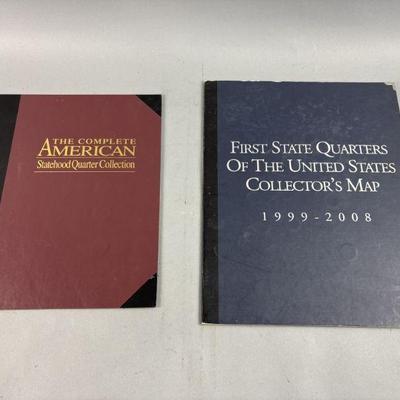 THE COMPLETE
AMERICAN
Statehood Quarter Collection
FIRST STATE QUARTERS
OF THE UNITED STATES
COLLECTOR'S MAP
1999-2008